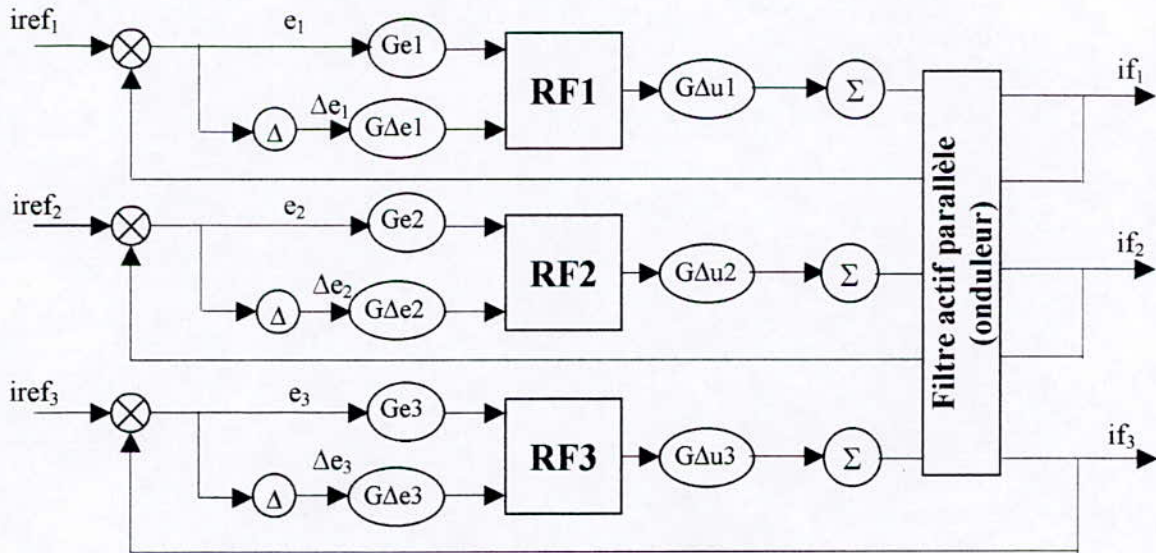 iref₁
e₁
Ge1
RF1
GΔu1
Σ
if₁
Δ
Δe₁
GΔe1
iref₂
e₂
Ge2
RF2
GΔu2
Σ
if₂
Δ
Δe₂
GΔe2
iref₃
e₃
Ge3
RF3
GΔu3
Σ
if₃
Δ
Δe₃
GΔe3
Filtre actif parallèle
(onduleur)